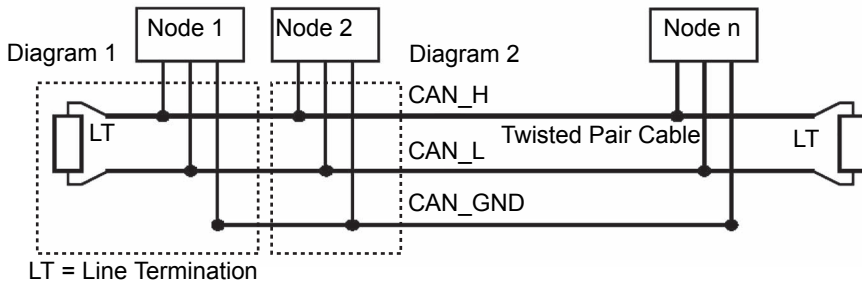 Node 1
Node 2
Node n
Diagram 1
Diagram 2
CAN_H
LT
Twisted Pair Cable
LT
CAN_L
CAN_GND
LT = Line Termination